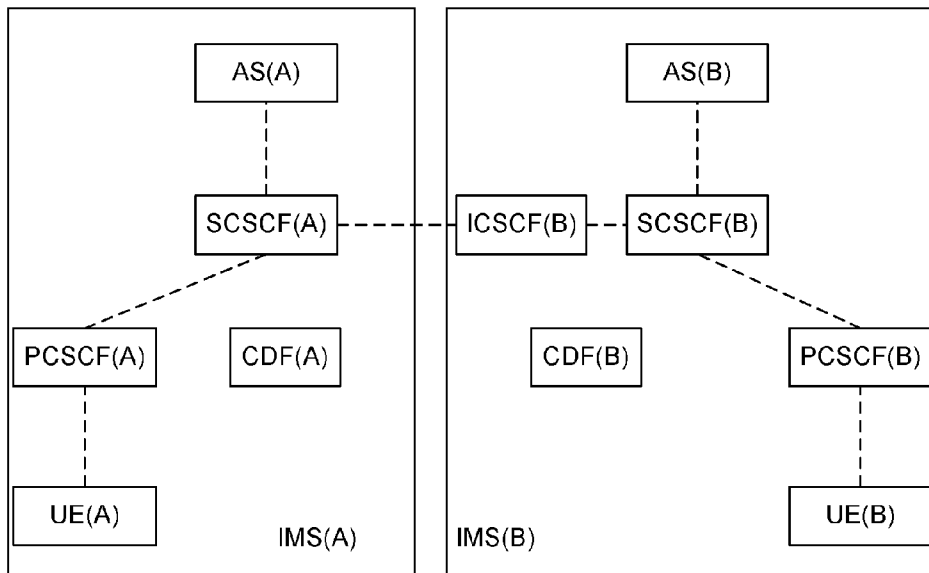 AS(A)
AS(B)
SCSCF(A)
ICSCF(B)
SCSCF(B)
PCSCF(A)
CDF(A)
CDF(B)
PCSCF(B)
UE(A)
IMS(A)
IMS(B)
UE(B)